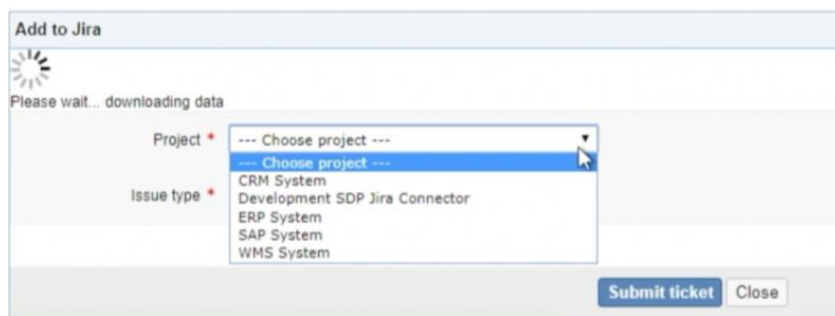 Add to Jira
Please wait... downloading data
Project * --- Choose project ---
--- Choose project ---
CRM System
Issue type * Development SDP Jira Connector
ERP System
SAP System
WMS System
Submit ticket Close